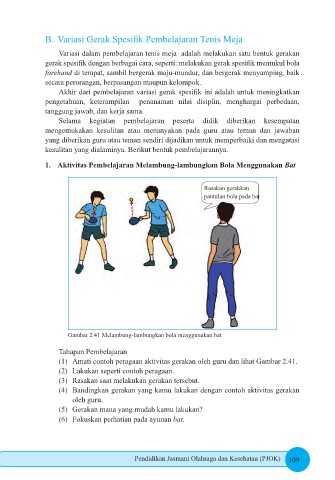 B. Variasi Gerak Spesifik Pembelajaran Tenis Meja
Variasi dalam pembelajaran tenis meja adalah melakukan satu bentuk gerakan
gerak spesifik dengan berbagai cara, seperti: melakukan gerak spesifik memukul bola
forehand di tempat, sambil bergerak maju-mundur, dan bergerak menyamping, baik
secara perorangan, berpasangan maupun kelompok.
Akhir dari pembelajaran variasi gerak spesifik ini adalah untuk meningkatkan
pengetahuan, keterampilan penanaman nilai disiplin, menghargai perbedaan,
tanggung jawab, dan kerja sama.
Selama kegiatan pembelajaran peserta didik diberikan kesempatan
mengemukakan kesulitan atau menanyakan pada guru atau teman dan jawaban
yang diberikan guru atau teman sendiri dijadikan untuk memperbaiki dan mengatasi
kesulitan yang dialaminya. Berikut bentuk pembelajarannya.
1. Aktivitas Pembelajaran Melambung-lambungkan Bola Menggunakan Bat
Rasakan gerakkan
pantulan bola pada bat
Gambar 2.41 Melambung-lambungkan bola menggunakan bat
Tahapan Pembelajaran
(1) Amati contoh peragaan aktivitas gerakan oleh guru dan lihat Gambar 2.41.
(2) Lakukan seperti contoh peragaan.
(3) Rasakan saat melakukan gerakan tersebut.
(4) Bandingkan gerakan yang kamu lakukan dengan contoh aktivitas gerakan
oleh guru.
(5) Gerakan mana yang mudah kamu lakukan?
(6) Fokuskan perhatian pada ayunan bat.
Pendidikan Jasmani Olahraga dan Kesehatan (PJOK) 109